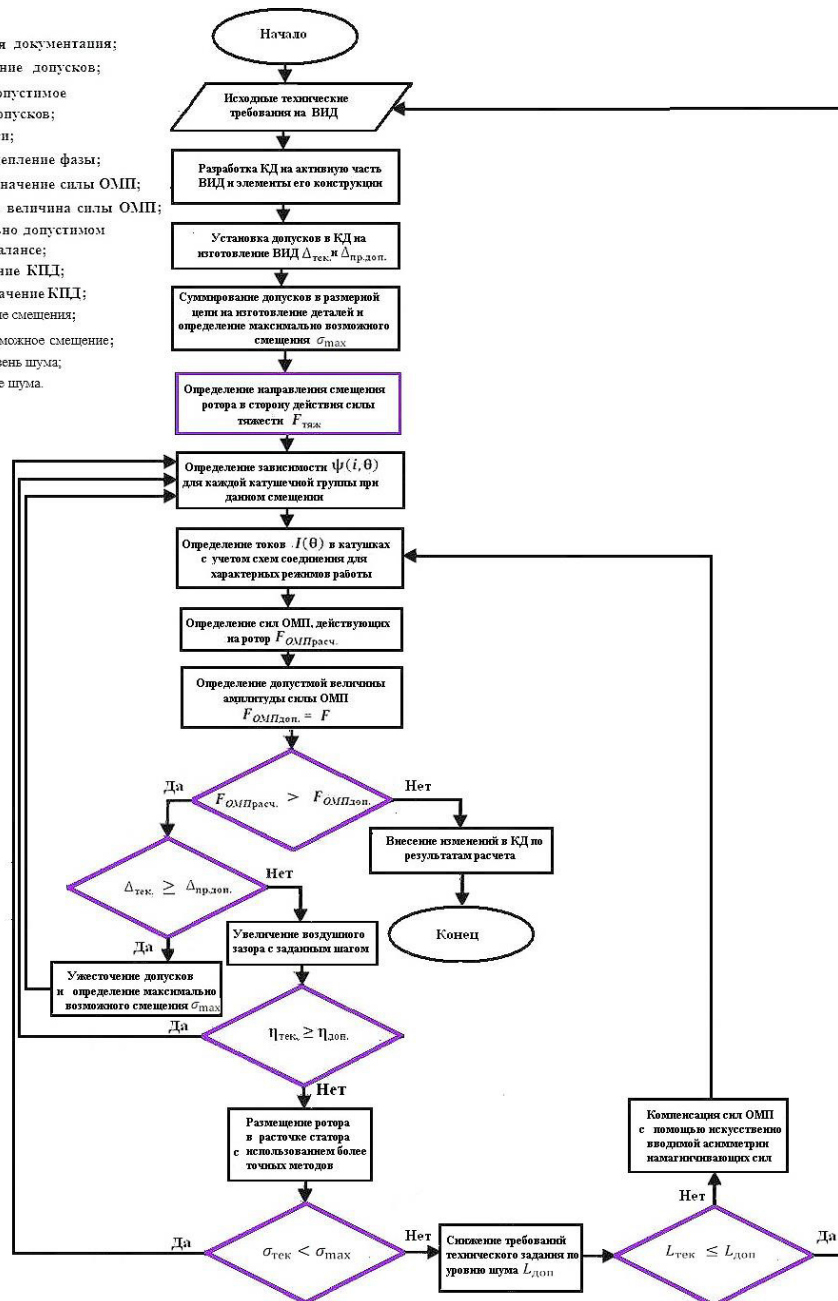 я документация;
ние допусков;
опустимое
опусков;
и;
епление фазы;
начение силы ОМП;
величина силы ОМП;
но допустимом
алансе;
ние КПД;
ачение КПД;
ие смещения;
зможное смещение;
вень шума;
е шума.
Начало
Исходные технические
требования на ВИД
Разработка КД на активную часть
ВИД и элементы его конструкции
Установка допусков в КД на
изготовление ВИД Δтек. и Δпр.доп.
Суммирование допусков в размерной
цепи на изготовление деталей и
определение максимально возможного
смещения σmax
Определение направления смещения
ротора в сторону действия силы
тяжести Fтяж
Определение зависимости ψ(i,θ)
для каждой катушечной группы при
данном смещении
Определение токов I(θ) в катушках
с учетом схем соединения для
характерных режимов работы
Определение сил ОМП, действующих
на ротор FОМПрасч.
Определение допустмой величины
амплитуды силы ОМП
FОМПдоп. = F
Да
FОМПрасч. > FОМПдоп.
Нет
Внесение изменений в КД по
результатам расчета
Конец
Δтек. ≥ Δпр.доп.
Нет
Да
Увеличение воздушного
зазора с заданным шагом
Ужесточение допусков
и определение максимально
возможного смещения σmax
Да
ηтек. ≥ ηдоп.
Нет
Размещение ротора
в расточке статора
с использованием более
точных методов
Да
σтек < σmax
Нет
Снижение требований
технического задания по
уровню шума Lдоп
Компенсация сил ОМП
с помощью искусственно
вводимой асимметрии
намагничивающих сил
Нет
Lтек ≤ Lдоп
Да